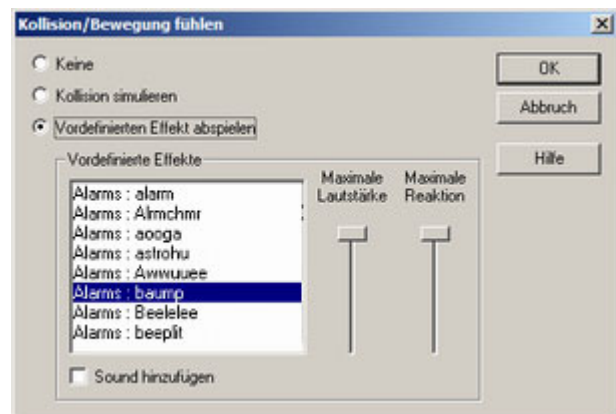 Kollision/Bewegung fühlen
Keine
Kollision simulieren
Vordefinierten Effekt abspielen
OK
Abbruch
Hilfe
Vordefinierte Effekte
Alarms : alarm
Alarms : Alrmchmr
Alarms : aooga
Alarms : astrohu
Alarms : Awwuuee
Alarms : baump
Alarms : Beelelee
Alarms : beeplit
Maximale
Lautstärke
Maximale
Reaktion
Sound hinzufügen